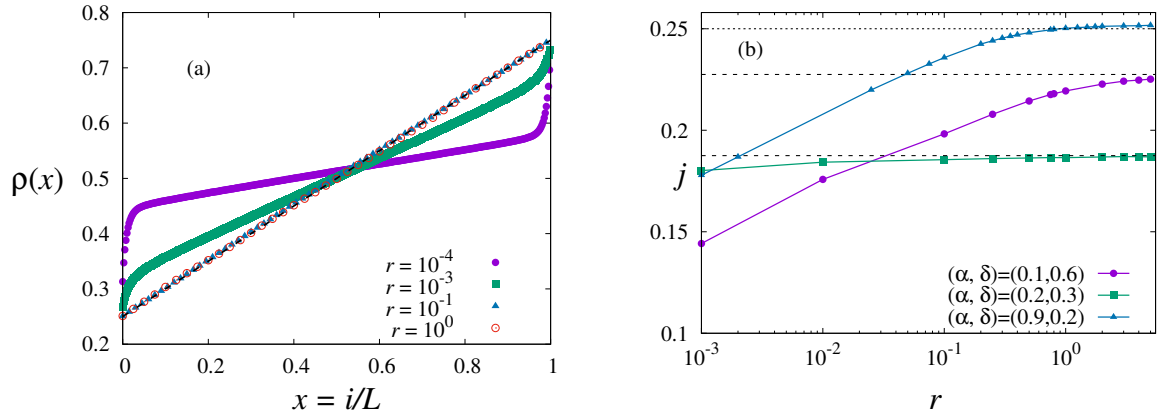 (a)
0.8
0.7
0.6
0.5
0.4
0.3
0.2
ρ(x)
r = 10⁻⁴
r = 10⁻³
r = 10⁻¹
r = 10⁰
0 0.2 0.4 0.6 0.8 1
x = i/L
(b)
0.25
0.2
0.15
0.1
j
(α, δ)=(0.1,0.6)
(α, δ)=(0.2,0.3)
(α, δ)=(0.9,0.2)
10⁻³ 10⁻² 10⁻¹ 10⁰
r